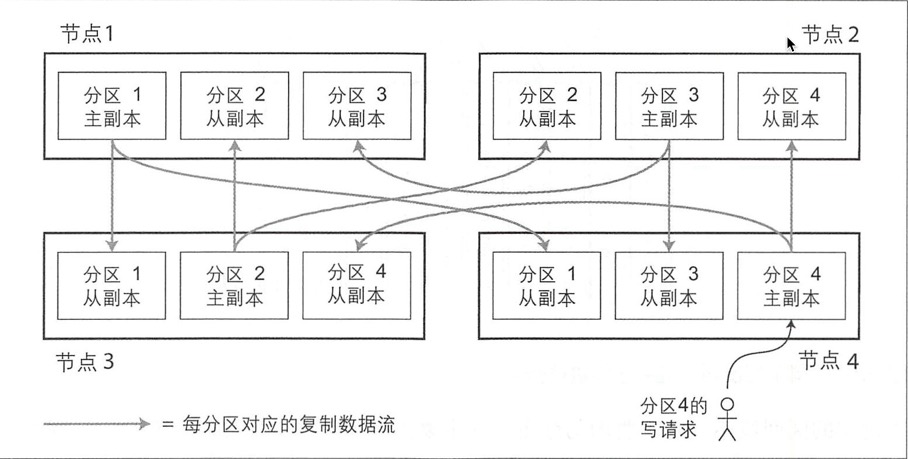 节点1
节点2
分区 1
主副本
分区 2
从副本
分区 3
从副本
分区 2
从副本
分区 3
主副本
分区 4
从副本
分区 1
从副本
分区 2
主副本
分区 4
从副本
分区 1
从副本
分区 3
从副本
分区 4
主副本
节点3
节点4
分区4的
写请求
= 每分区对应的复制数据流